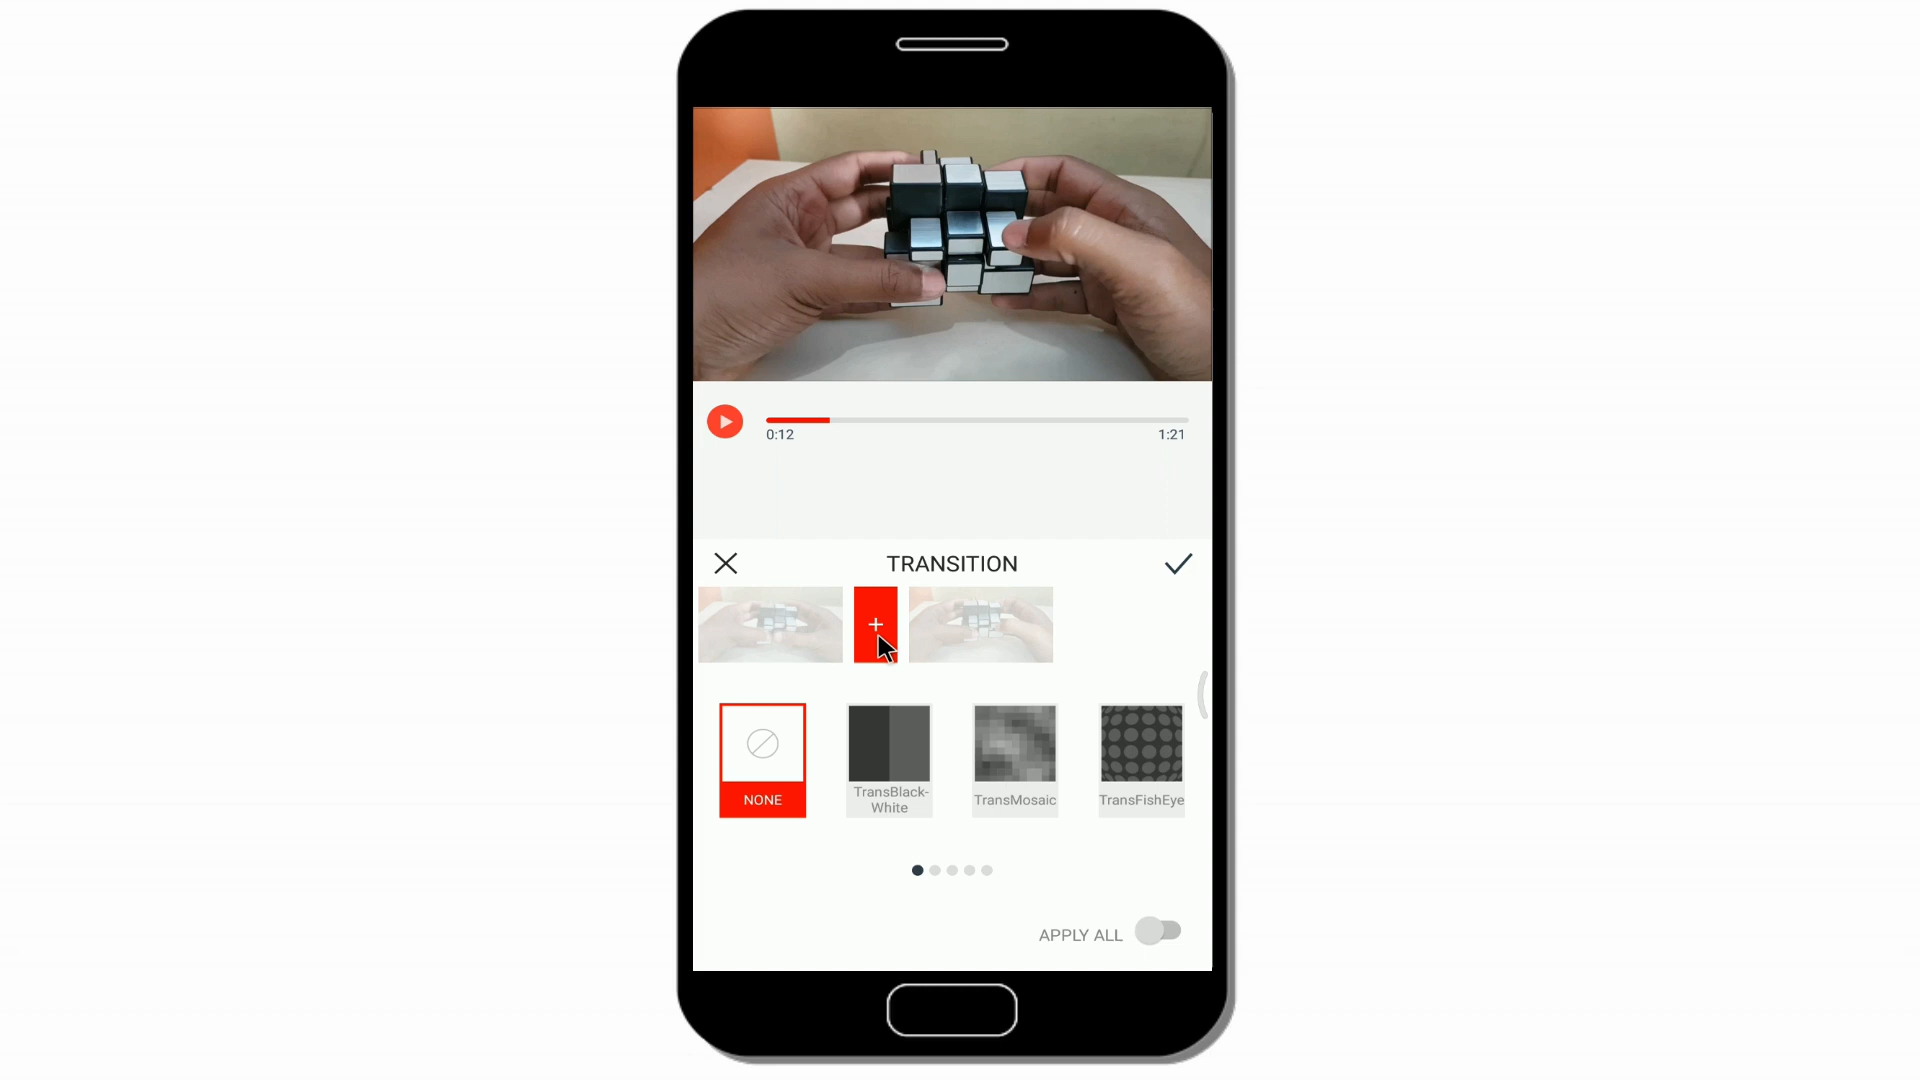 0:12
1:21
TRANSITION
NONE
TransBlack-
White
TransMosaic
TransFishEye
APPLY ALL